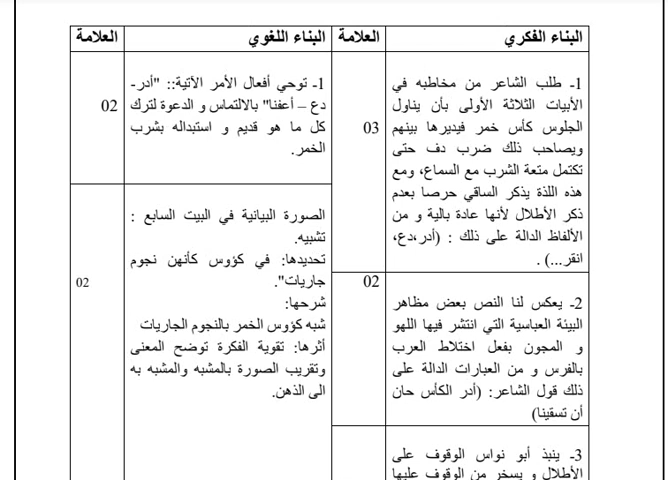 البناء الفكري
العلامة
البناء اللغوي
العلامة
1- طلب الشاعر من مخاطبه في
الأبيات الثلاثة الأولى بأن يناول
الجلوس كأس خمر فيديرها بينهم
ويصاحب ذلك ضرب دف حتى
تكتمل متعة الشرب مع السماع، ومع
هذه اللذة يذكر الساقي حرصا بعدم
ذكر الأطلال لأنها عادة بالية و من
الألفاظ الدالة على ذلك : (أدر،دع،
انقر...) .
03
1- توحي أفعال الأمر الآتية:: "أدر-
دع – أعفنا" بالالتماس و الدعوة لترك
كل ما هو قديم و استبداله بشرب
الخمر.
02
2- يعكس لنا النص بعض مظاهر
البيئة العباسية التي انتشر فيها اللهو
و المجون بفعل اختلاط العرب
بالفرس و من العبارات الدالة على
ذلك قول الشاعر: (أدر الكأس حان
أن تسقينا)
02
الصورة البيانية في البيت السابع :
تشبيه.
تحديدها: في كؤوس كأنهن نجوم
جاريات".
شرحها:
شبه كؤوس الخمر بالنجوم الجاريات
أثرها: تقوية الفكرة توضح المعنى
وتقريب الصورة بالمشبه والمشبه به
الى الذهن.
02
3- ينبذ أبو نواس الوقوف على
الأطلال و يسخر من الوقوف عليها